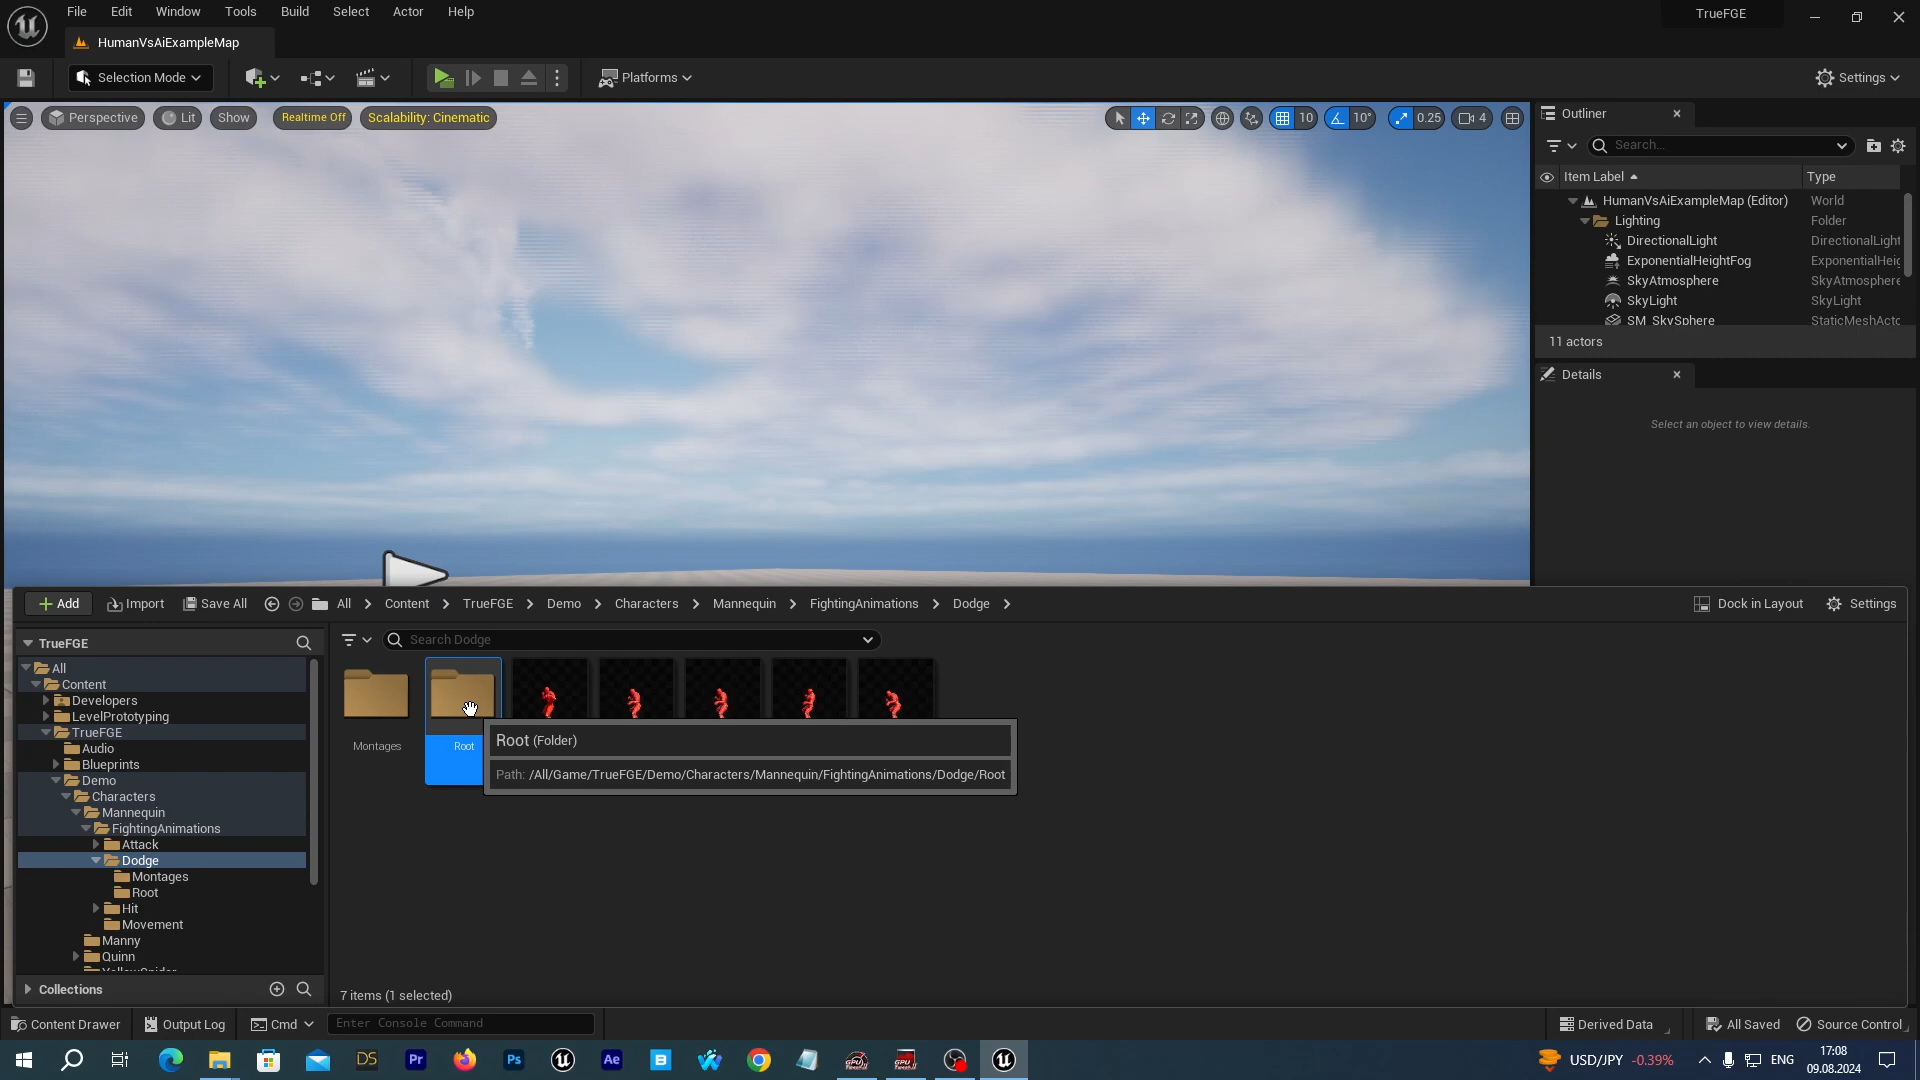 File Edit Window Tools Build Select Actor Help
TrueFGE
HumanVsAiExampleMap
Selection Mode
Platforms
Settings
Perspective Lit Show Realtime Off Scalability: Cinematic
10 10° 0.25 4
Outliner
Search...
Item Label Type
HumanVsAiExampleMap (Editor) World
Lighting Folder
DirectionalLight DirectionalLight
ExponentialHeightFog ExponentialHeig
SkyAtmosphere SkyAtmosphere
SkyLight SkyLight
SM_SkySphere StaticMeshActo
11 actors
Details
Select an object to view details.
Add Import Save All All Content TrueFGE Demo Characters Mannequin FightingAnimations Dodge
Dock in Layout Settings
TrueFGE
Search Dodge
All
Content
Developers
LevelPrototyping
TrueFGE
Audio
Blueprints
Demo
Characters
Mannequin
FightingAnimations
Attack
Dodge
Montages
Root
Hit
Movement
Manny
Quinn
YellowSpider
Collections
Montages
Root
Root (Folder)
Path: /All/Game/TrueFGE/Demo/Characters/Mannequin/FightingAnimations/Dodge/Root
7 items (1 selected)
Content Drawer Output Log Cmd Enter Console Command
Derived Data All Saved Source Control
DS Pr Ps Ae
USD/JPY -0.39% ENG
17:08
09.08.2024